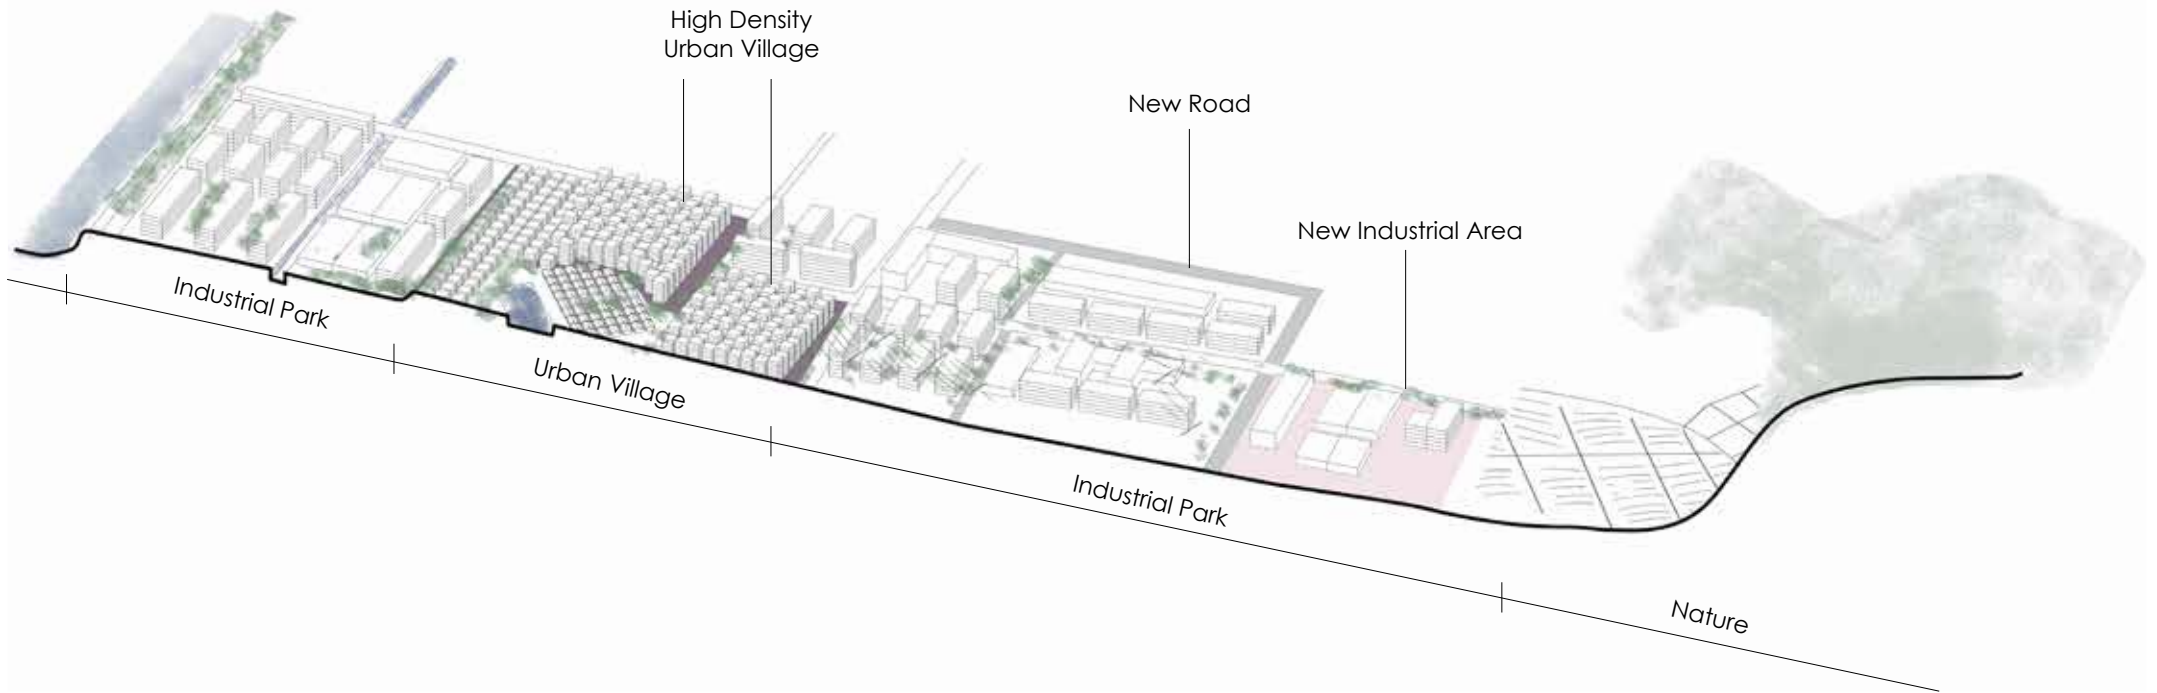 High Density
Urban Village
New Road
New Industrial Area
Industrial Park
Urban Village
Industrial Park
Nature